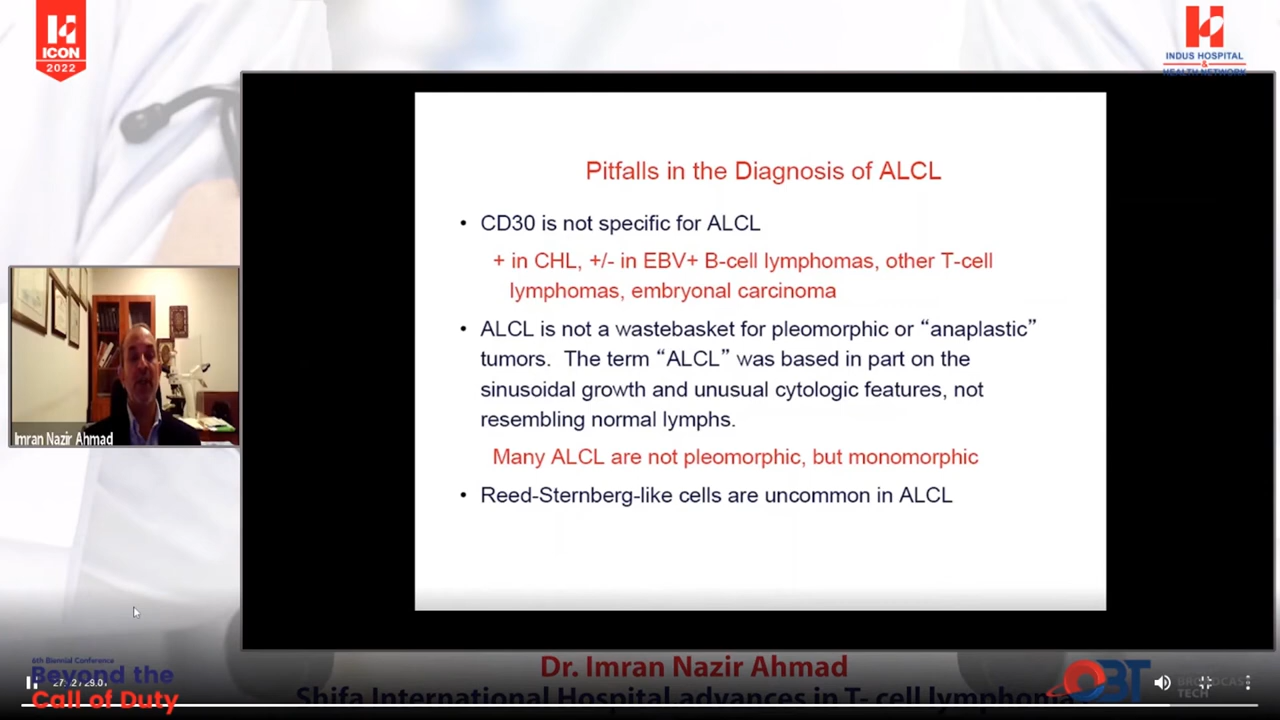 ICON
2022
INDUS HOSPITAL
&
HEALTH NETWORK
Pitfalls in the Diagnosis of ALCL
• CD30 is not specific for ALCL
+ in CHL, +/- in EBV+ B-cell lymphomas, other T-cell
lymphomas, embryonal carcinoma
• ALCL is not a wastebasket for pleomorphic or “anaplastic”
tumors. The term “ALCL” was based in part on the
sinusoidal growth and unusual cytologic features, not
resembling normal lymphs.
Many ALCL are not pleomorphic, but monomorphic
• Reed-Sternberg-like cells are uncommon in ALCL
Imran Nazir Ahmad
6th Biennial Conference
Beyond the
Call of Duty
Dr. Imran Nazir Ahmad
Shifa International Hospital advances in T- cell lymphoma
OBT
BROADCAST
TECH